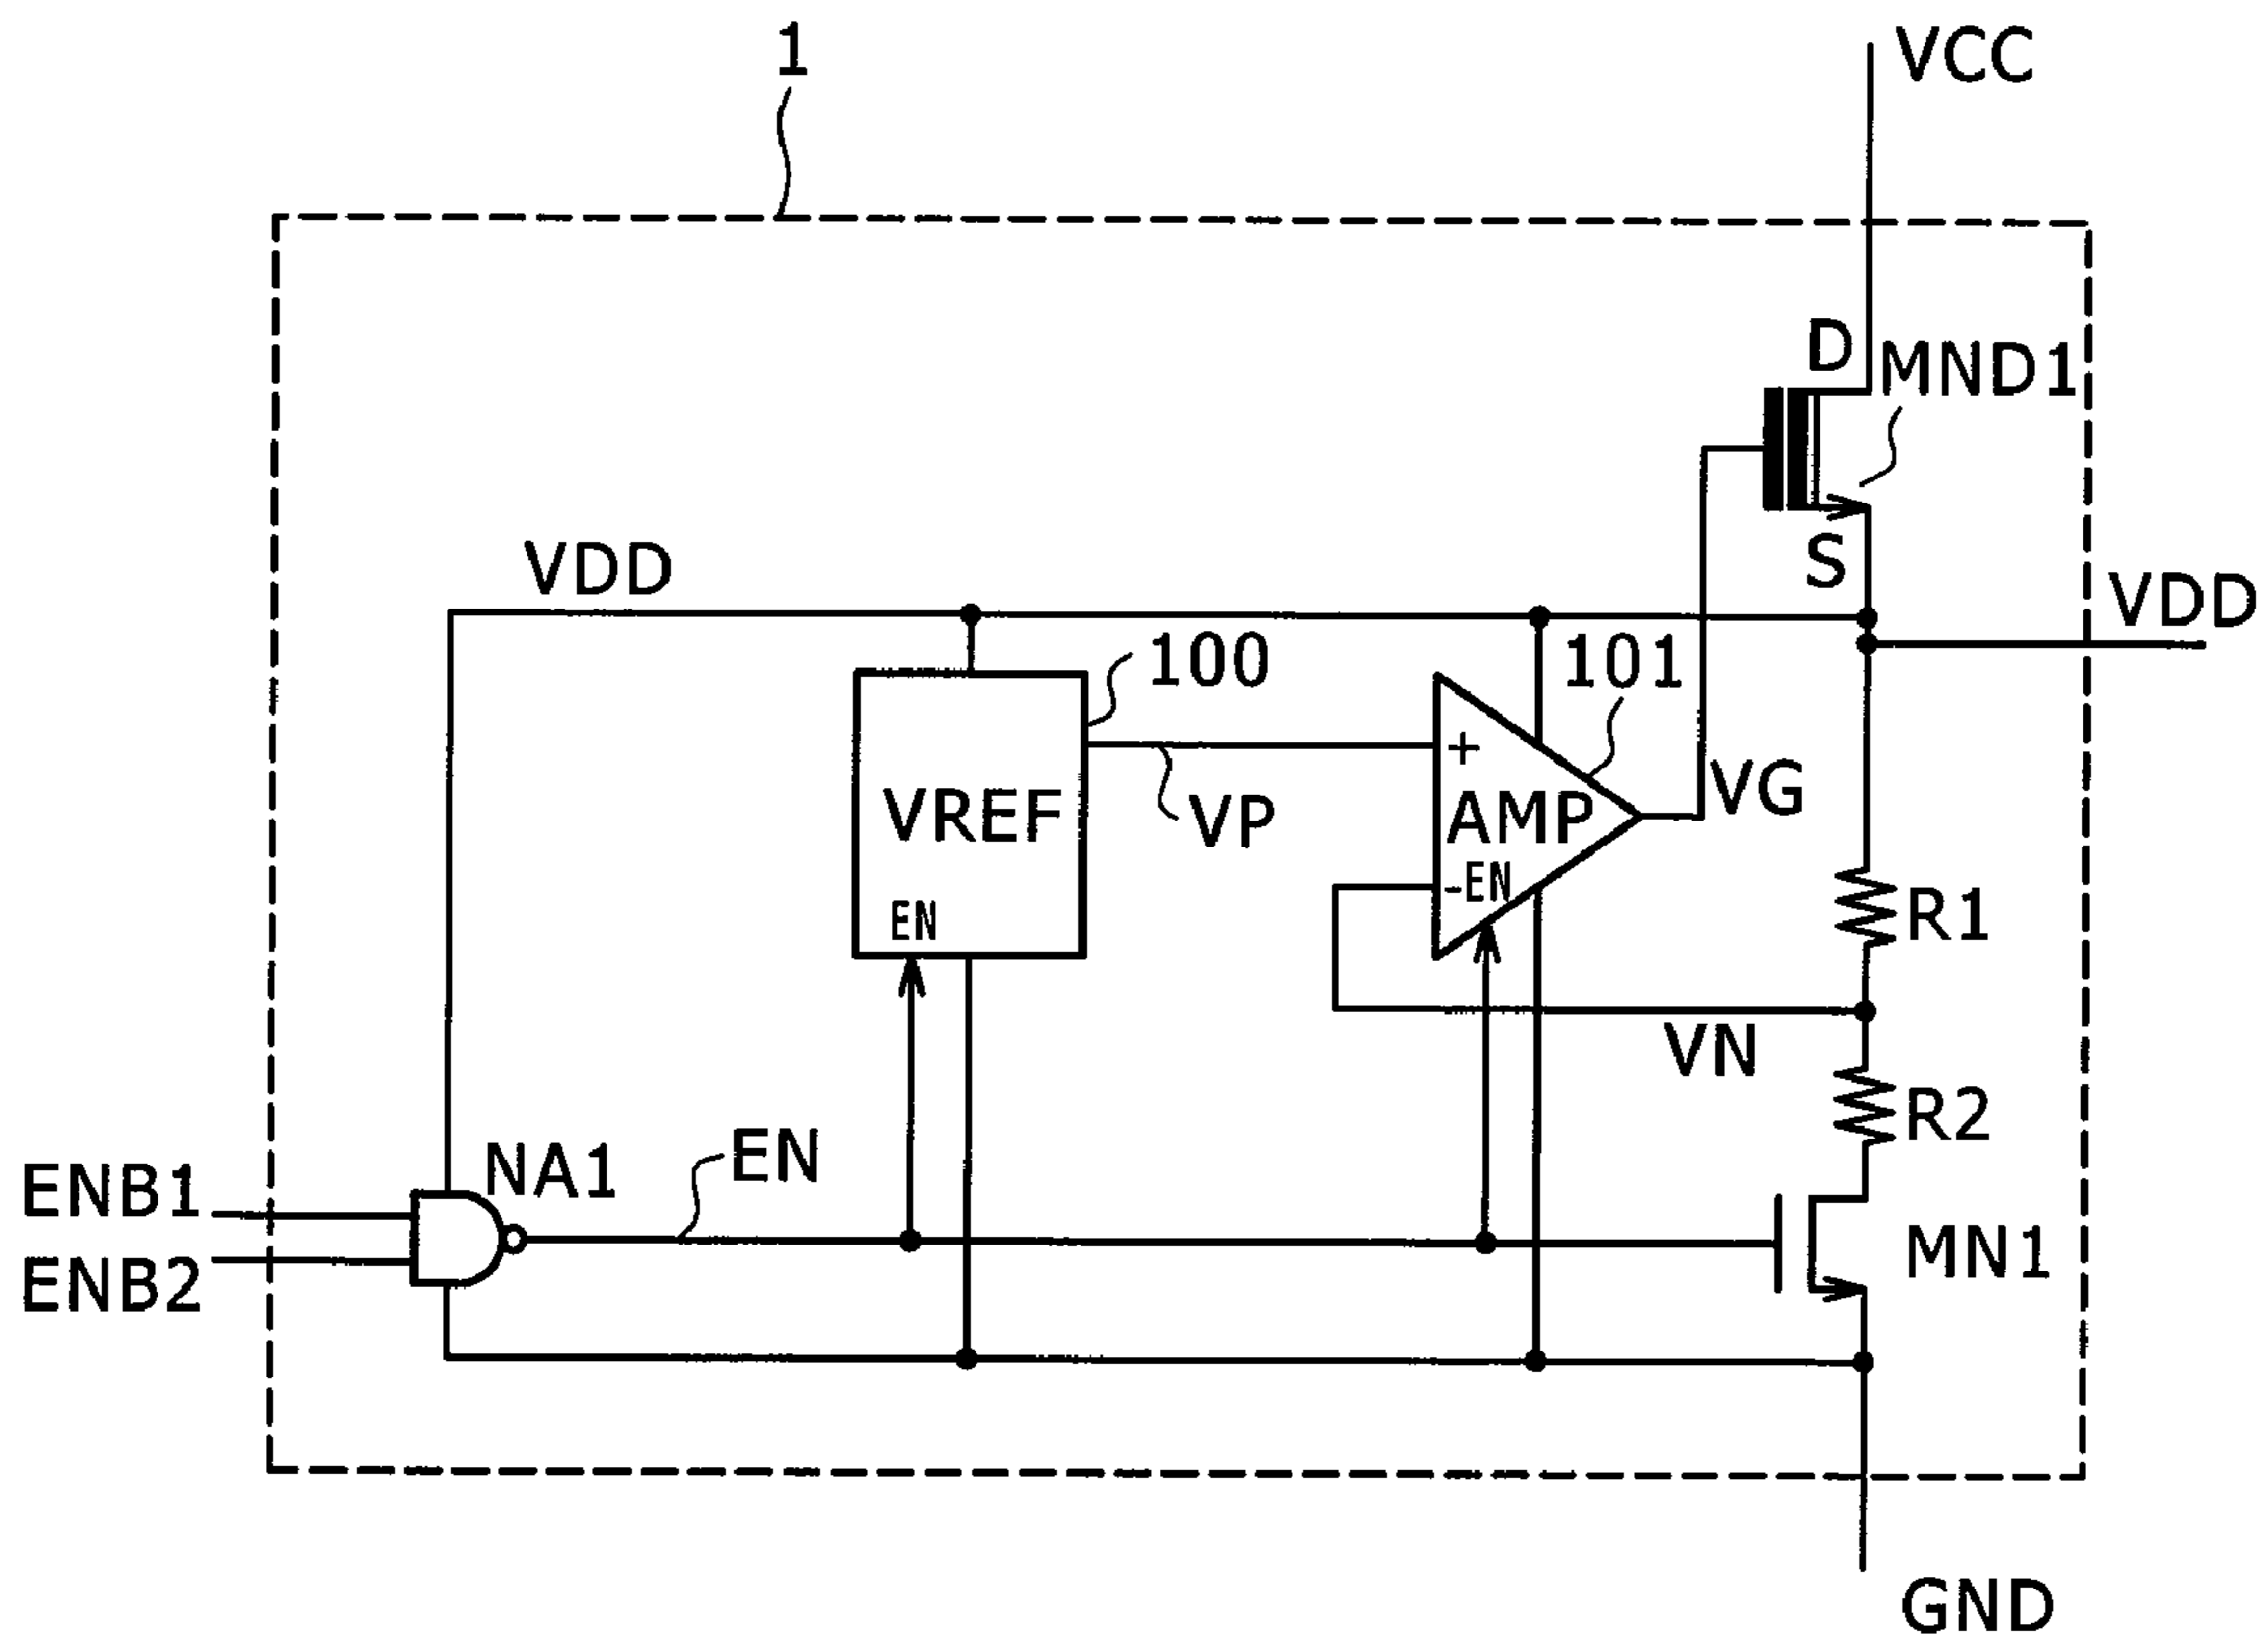 1
VCC
D
MND1
S
VDD
VDD
100
101
+
VREF
VP
AMP
VG
-EN
EN
R1
VN
R2
NA1
EN
ENB1
ENB2
MN1
GND